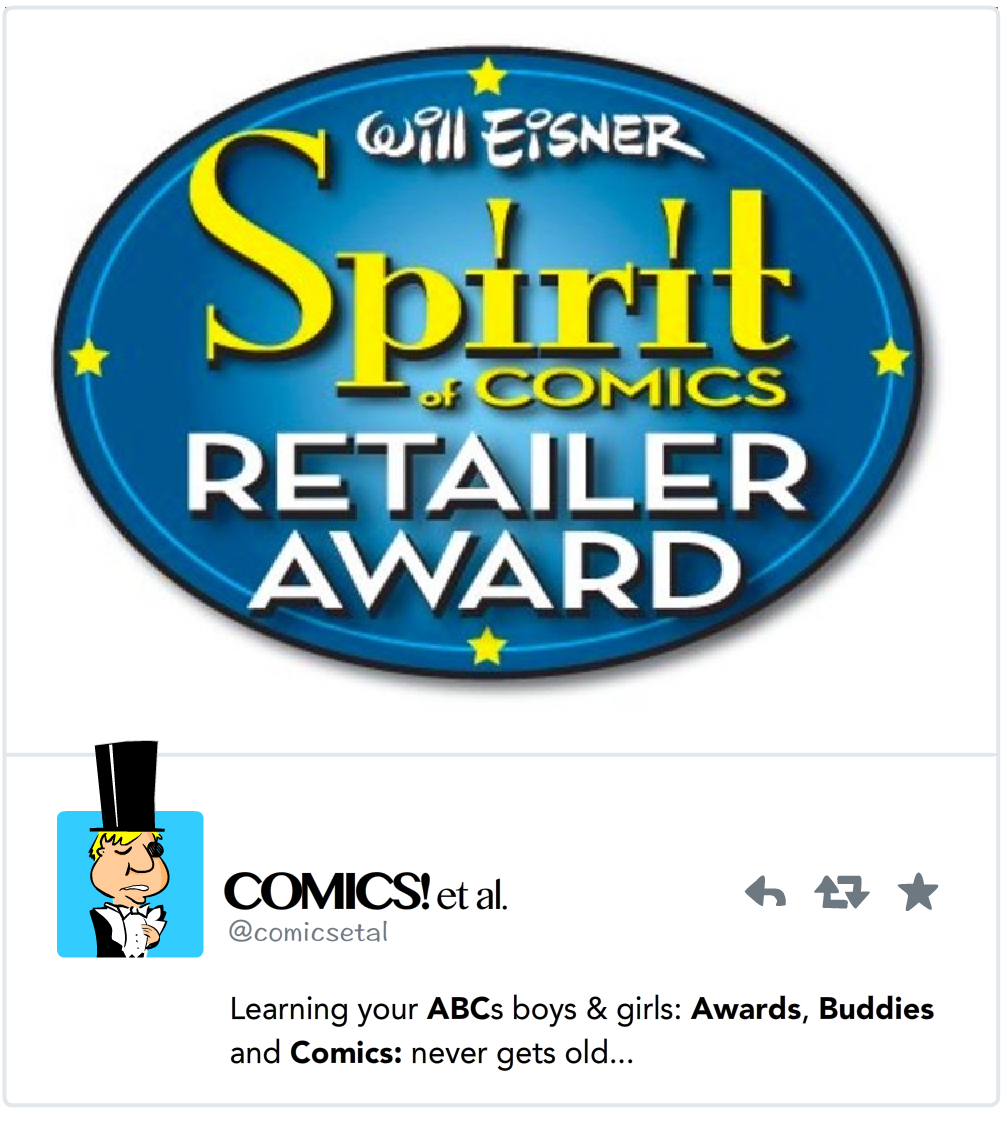 Will Eisner
Spirit
of COMICS
RETAILER
AWARD
COMICS! et al.
@comicsetal
Learning your ABCs boys & girls: Awards, Buddies
and Comics: never gets old...